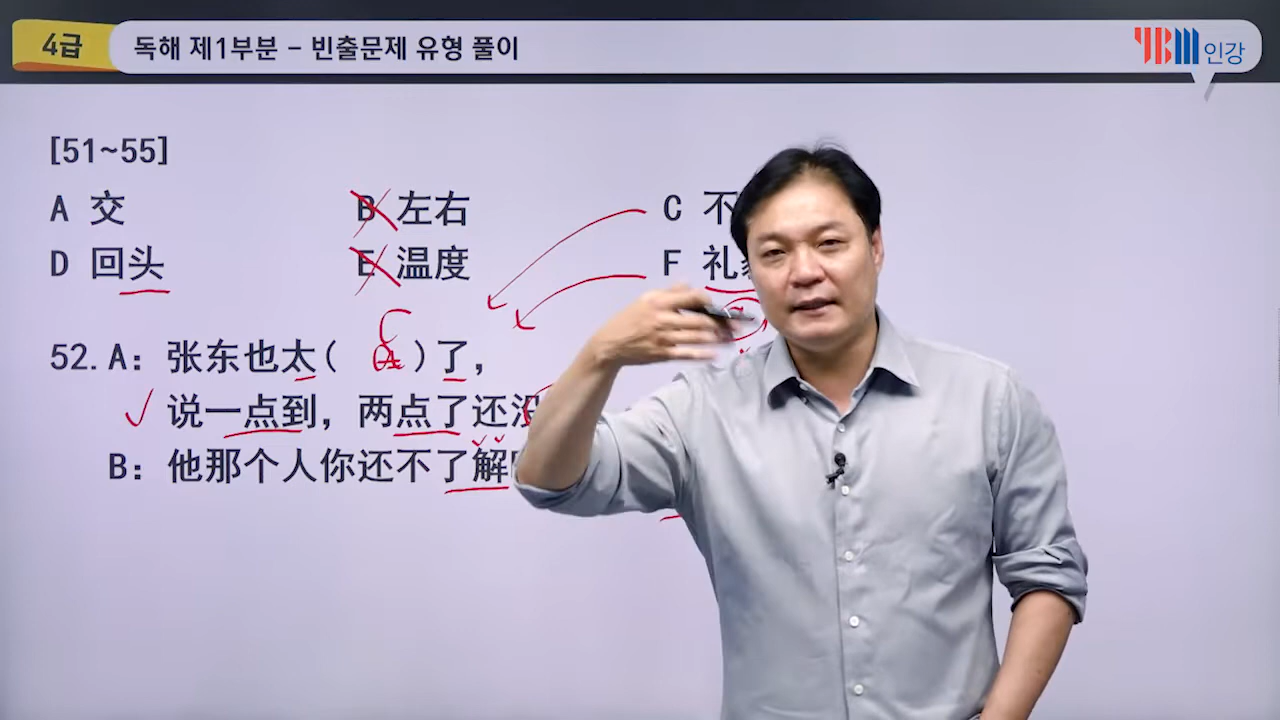 4급 독해 제1부분 - 빈출문제 유형 풀이 YBM 인강
[51~55]
A 交 B 左右 C 不
D 回头 E 温度 F 礼
52. A: 张东也太( )了,
说一点到, 两点了还没
B: 他那个人你还不了解